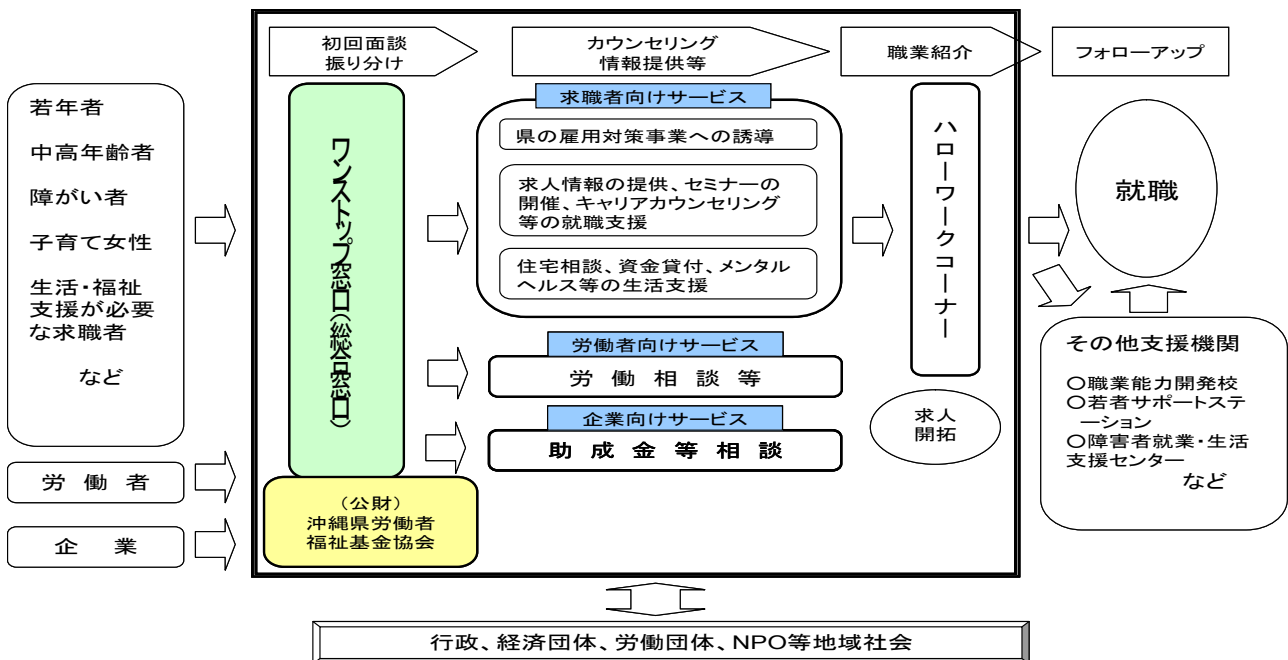 初回面談
振り分け
カウンセリング
情報提供等
職業紹介
フォローアップ
若年者
中高年齢者
障がい者
子育て女性
生活・福祉
支援が必要
な求職者
など
労働者
企業
ワンストップ窓口(総合窓口)
(公財)
沖縄県労働者
福祉基金協会
求職者向けサービス
県の雇用対策事業への誘導
求人情報の提供、セミナーの
開催、キャリアカウンセリング
等の就職支援
住宅相談、資金貸付、メンタル
ヘルス等の生活支援
労働者向けサービス
労働相談等
企業向けサービス
助成金等相談
ハローワークコーナー
求人
開拓
就職
その他支援機関
○職業能力開発校
○若者サポートステ
ーション
○障害者就業・生活
支援センター
など
行政、経済団体、労働団体、NPO等地域社会